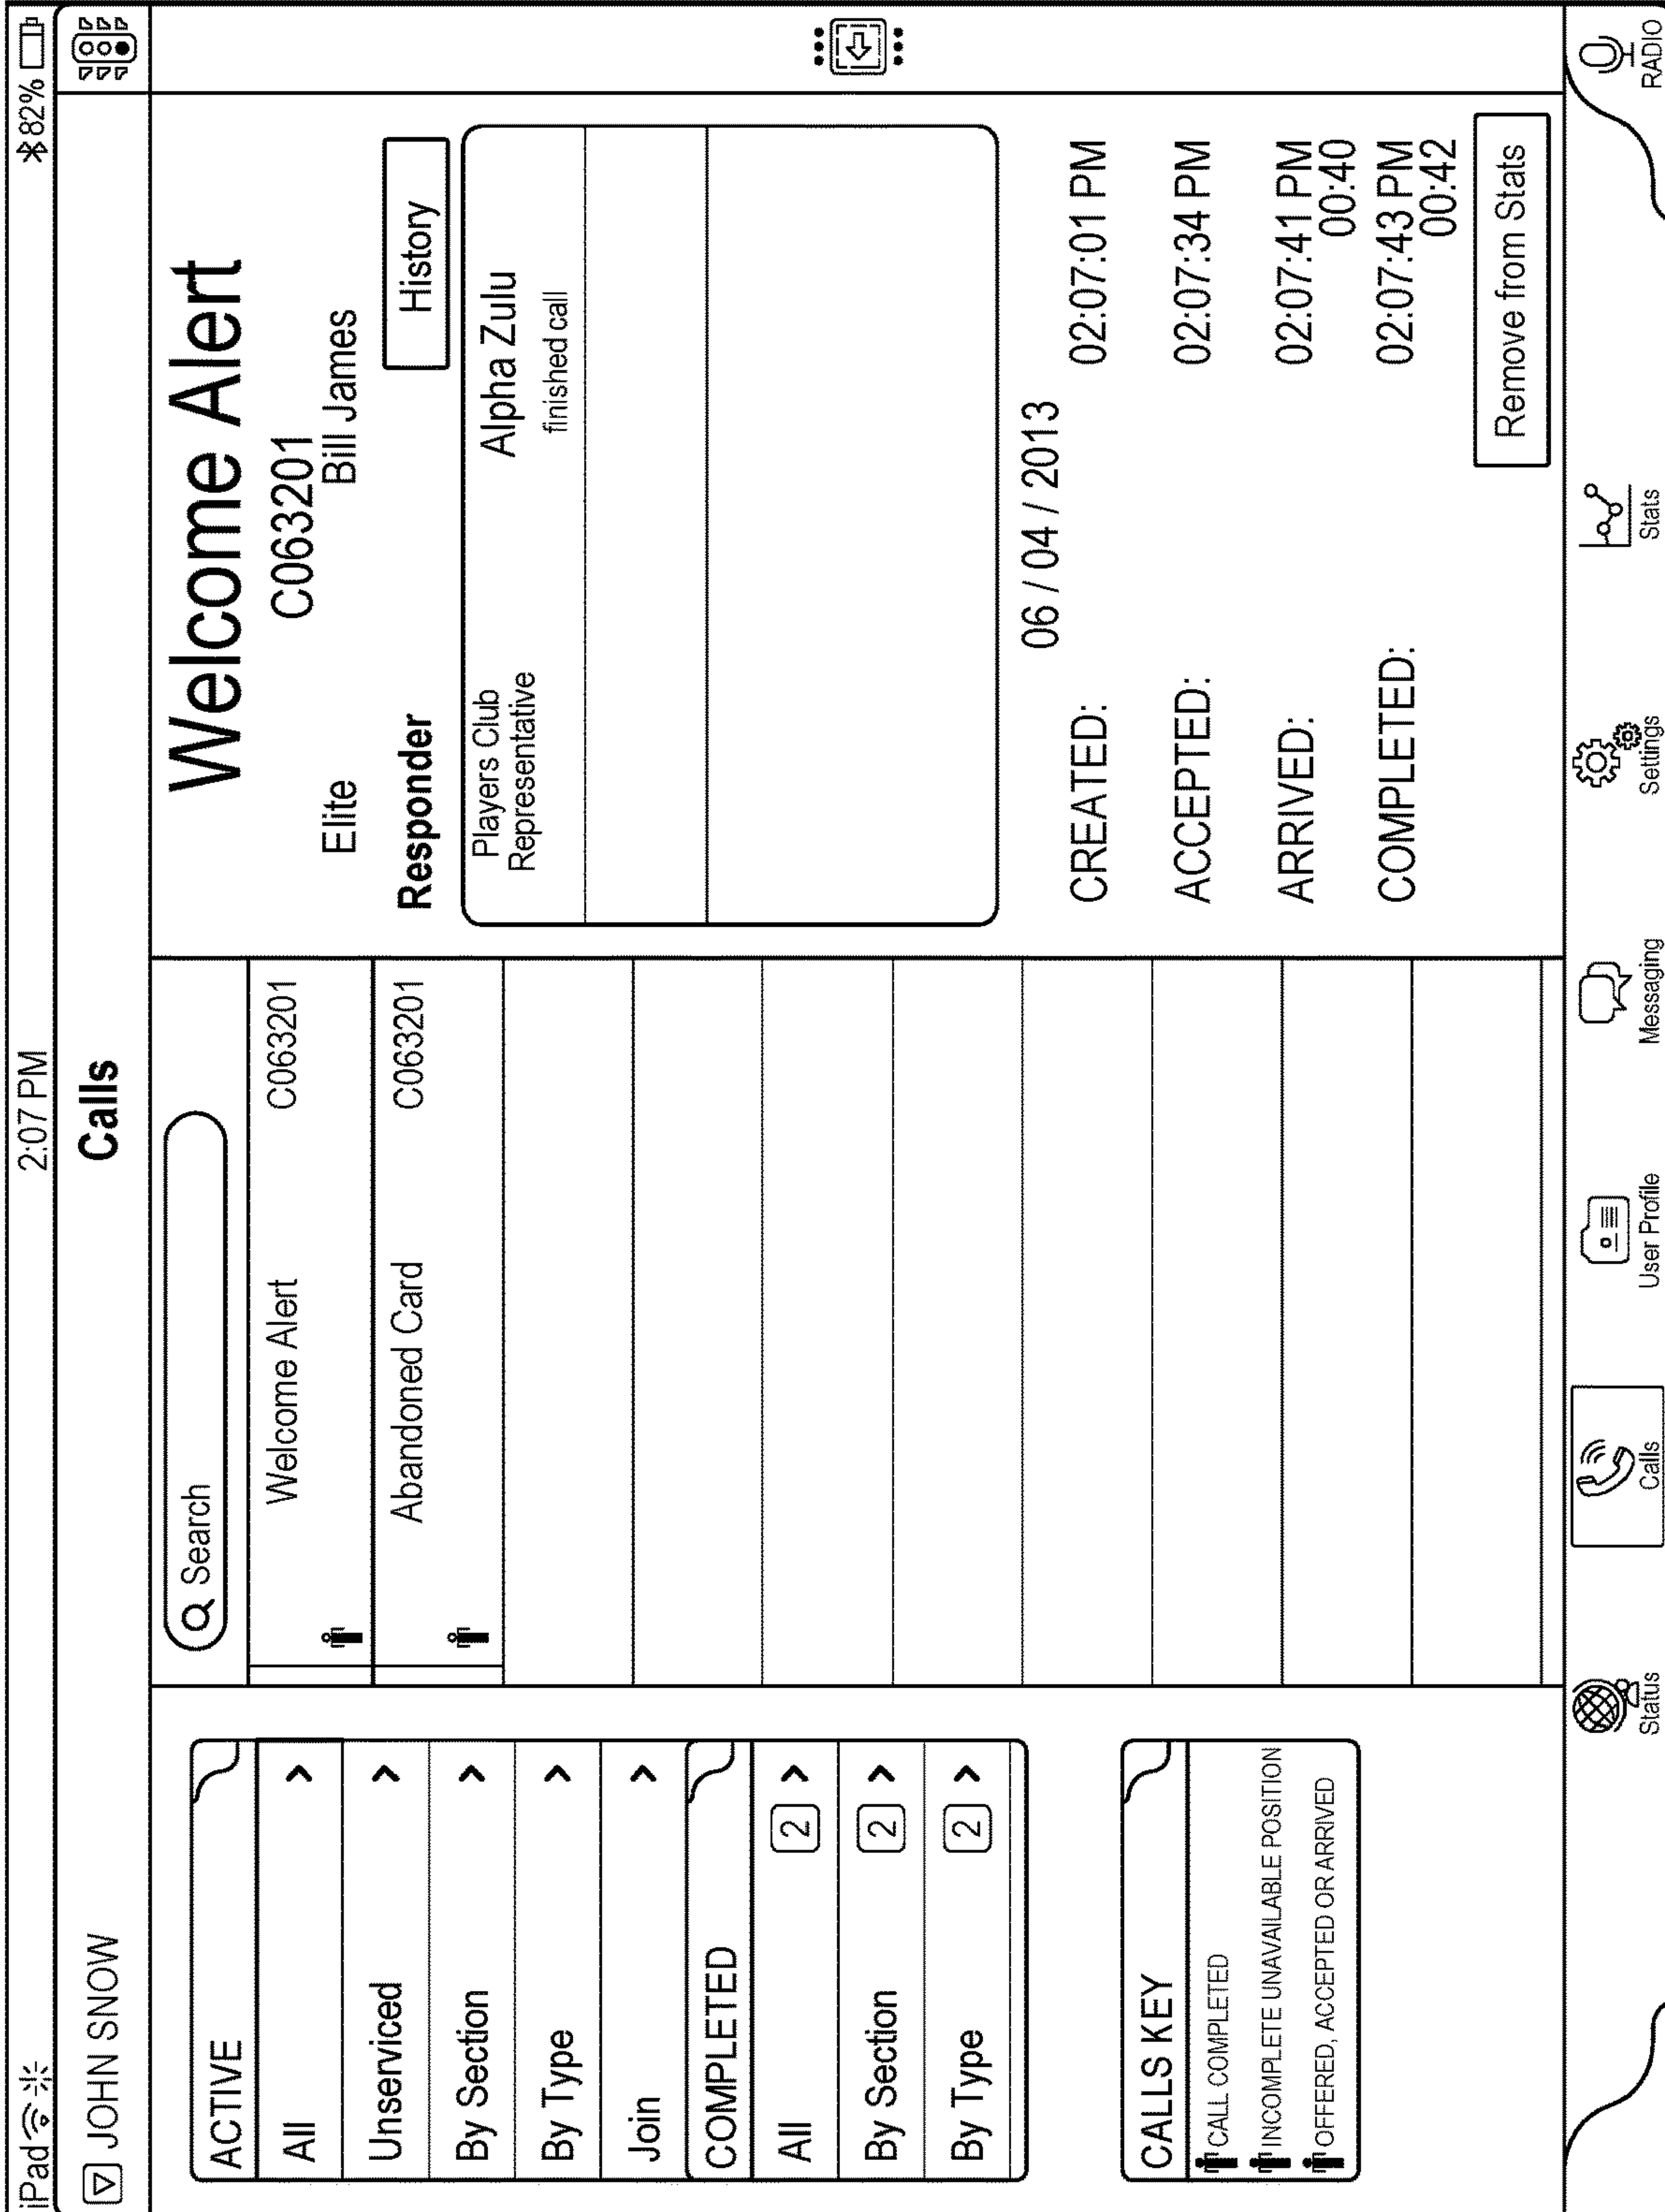 iPad 2:07 PM 82%
JOHN SNOW Calls
ACTIVE
All >
Unserviced >
By Section >
By Type >
Join >
COMPLETED
All 2 >
By Section 2 >
By Type 2 >
CALLS KEY
CALL COMPLETED
INCOMPLETE UNAVAILABLE POSITION
OFFERED, ACCEPTED OR ARRIVED
Search
Welcome Alert C063201
Abandoned Card C063201
Welcome Alert
C063201
Elite Bill James
Responder History
Players Club
Representative
Alpha Zulu
finished call
06 / 04 / 2013
CREATED: 02:07:01 PM
ACCEPTED: 02:07:34 PM
ARRIVED: 02:07:41 PM
00:40
COMPLETED: 02:07:43 PM
00:42
Remove from Stats
Status
Calls
User Profile
Messaging
Settings
Stats
RADIO